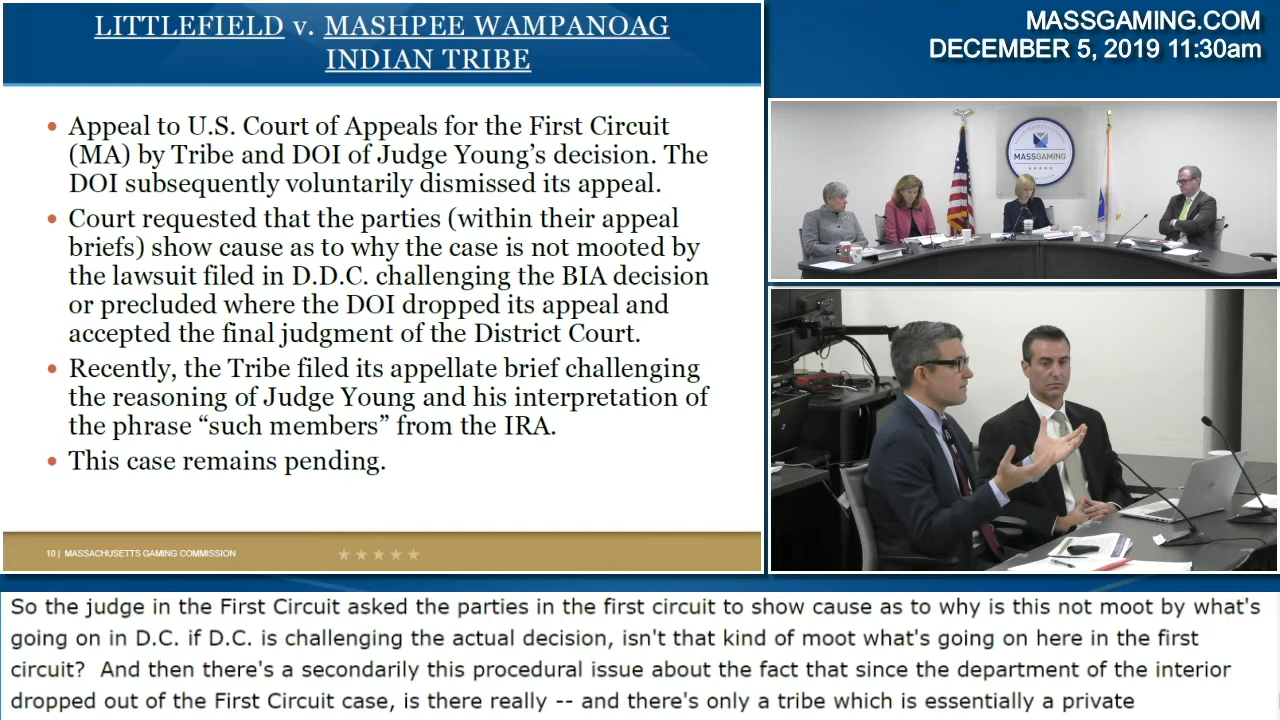 LITTLEFIELD v. MASHPEE WAMPANOAG
INDIAN TRIBE
• Appeal to U.S. Court of Appeals for the First Circuit
(MA) by Tribe and DOI of Judge Young’s decision. The
DOI subsequently voluntarily dismissed its appeal.
• Court requested that the parties (within their appeal
briefs) show cause as to why the case is not mooted by
the lawsuit filed in D.D.C. challenging the BIA decision
or precluded where the DOI dropped its appeal and
accepted the final judgment of the District Court.
• Recently, the Tribe filed its appellate brief challenging
the reasoning of Judge Young and his interpretation of
the phrase “such members” from the IRA.
• This case remains pending.
10 | MASSACHUSETTS GAMING COMMISSION
MASSGAMING.COM
DECEMBER 5, 2019 11:30am
MASSGAMING
So the judge in the First Circuit asked the parties in the first circuit to show cause as to why is this not moot by what's
going on in D.C. if D.C. is challenging the actual decision, isn't that kind of moot what's going on here in the first
circuit?  And then there's a secondarily this procedural issue about the fact that since the department of the interior
dropped out of the First Circuit case, is there really -- and there's only a tribe which is essentially a private